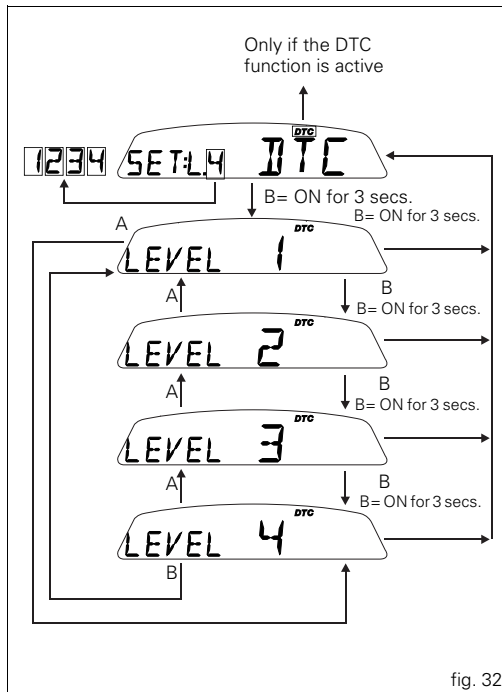 Only if the DTC
function is active
DTC
1234 SET:L.4 DTC
B= ON for 3 secs.
B= ON for 3 secs.
A
DTC
LEVEL 1
A
B
B= ON for 3 secs.
DTC
LEVEL 2
A
B
B= ON for 3 secs.
DTC
LEVEL 3
A
B
B= ON for 3 secs.
DTC
LEVEL 4
B
fig. 32